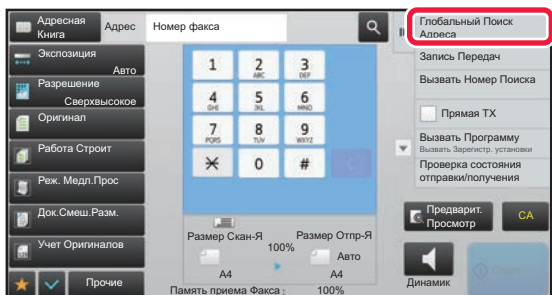 Адресная
Книга
Адрес
Номер факса
Глобальный Поиск
Адреса
Экспозиция
Авто
Разрешение
Сверхвысокое
Оригинал
Работа Строит
Реж. Медл.Прос
Док.Смеш.Разм.
Учет Оригиналов
Прочие
1
2
ABC
3
DEF
4
GHI
5
JKL
6
MNO
7
PQRS
8
TUV
9
WXYZ
0
#
C
Размер Скан-Я
100%
Размер Отпр-Я
Авто
A4
A4
Память приема Факса :
100%
Запись Передач
Вызвать Номер Поиска
Прямая TX
Вызвать Программу
Вызвать Зарегистр. установки
Проверка состояния
отправки/получения
Предварит.
Просмотр
CA
Динамик